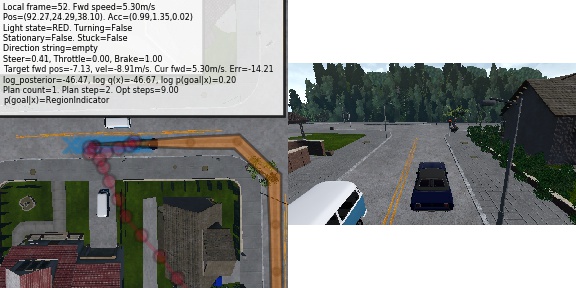 Local frame=52. Fwd speed=5.30m/s
Pos=(92.27,24.29,38.10). Acc=(0.99,1.35,0.02)
Light state=RED. Turning=False
Stationary=False. Stuck=False
Direction string=empty
Steer=0.41, Throttle=0.00, Brake=1.00
Target fwd pos=-7.13, vel=-8.91m/s. Cur fwd=5.30m/s. Err=-14.21
log_posterior=-46.47, log q(x)=-46.67, log p(goal|x)=0.20
Plan count=1. Plan step=2. Opt steps=9.00
p(goal|x)=RegionIndicator